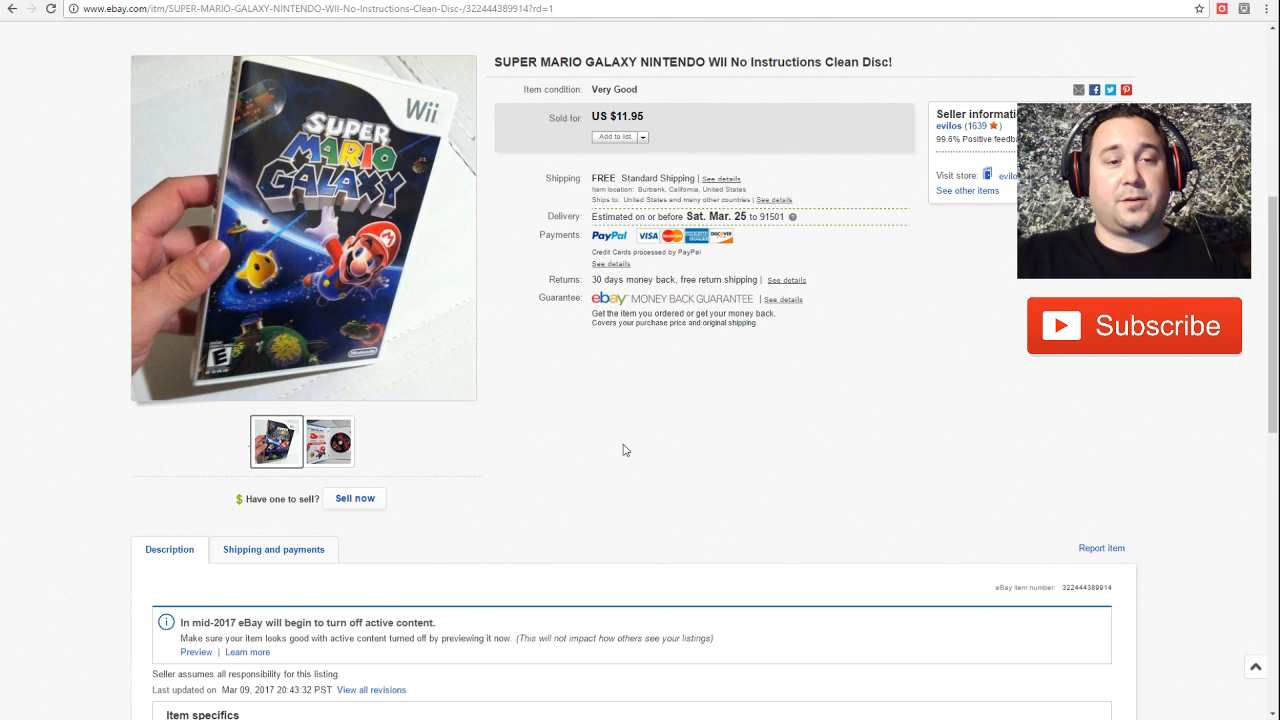 www.ebay.com/itm/SUPER-MARIO-GALAXY-NINTENDO-WII-No-Instructions-Clean-Disc-/322444389914?rd=1
SUPER MARIO GALAXY NINTENDO WII No Instructions Clean Disc!
Item condition: Very Good
Sold for: US $11.95
Add to list
Seller informati
evilos (1639
99.6% Positive feedb
Visit store: evilo
See other items
Shipping: FREE Standard Shipping | See details
Item location: Burbank, California, United States
Ships to: United States and many other countries | See details
Delivery: Estimated on or before Sat. Mar. 25 to 91501
Payments: PayPal VISA MasterCard AMERICAN EXPRESS DISCOVER
Credit Cards processed by PayPal
See details
Returns: 30 days money back, free return shipping | See details
Guarantee: ebay MONEY BACK GUARANTEE | See details
Get the item you ordered or get your money back.
Covers your purchase price and original shipping.
Wii
SUPER
MARIO
GALAXY
E
Nintendo
Subscribe
$ Have one to sell? Sell now
Description
Shipping and payments
Report item
eBay item number: 322444389914
i In mid-2017 eBay will begin to turn off active content.
Make sure your item looks good with active content turned off by previewing it now. (This will not impact how others see your listings)
Preview | Learn more
Seller assumes all responsibility for this listing.
Last updated on Mar 09, 2017 20:43:32 PST View all revisions
Item specifics